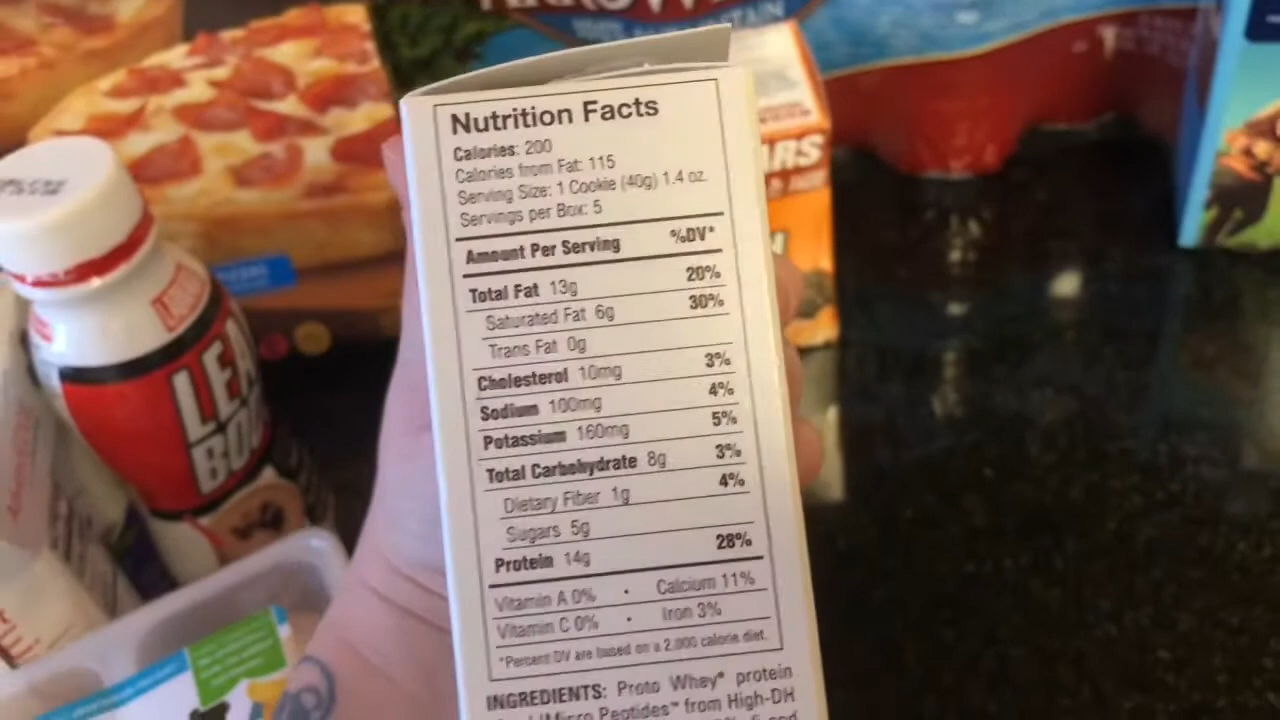 Nutrition Facts
Calories: 200
Calories from Fat: 115
Serving Size: 1 Cookie (40g) 1.4 oz.
Servings per Box: 5
Amount Per Serving %DV*
Total Fat 13g 20%
Saturated Fat 6g 30%
Trans Fat 0g
Cholesterol 10mg 3%
Sodium 100mg 4%
Potassium 160mg 5%
Total Carbohydrate 8g 3%
Dietary Fiber 1g 4%
Sugars 5g
Protein 14g 28%
Vitamin A 0% • Calcium 11%
Vitamin C 0% • Iron 3%
*Percent DV are based on a 2,000 calorie diet.
INGREDIENTS: Proto Whey* protein
Peptides™ from High-DH
LEA
BO
ARS